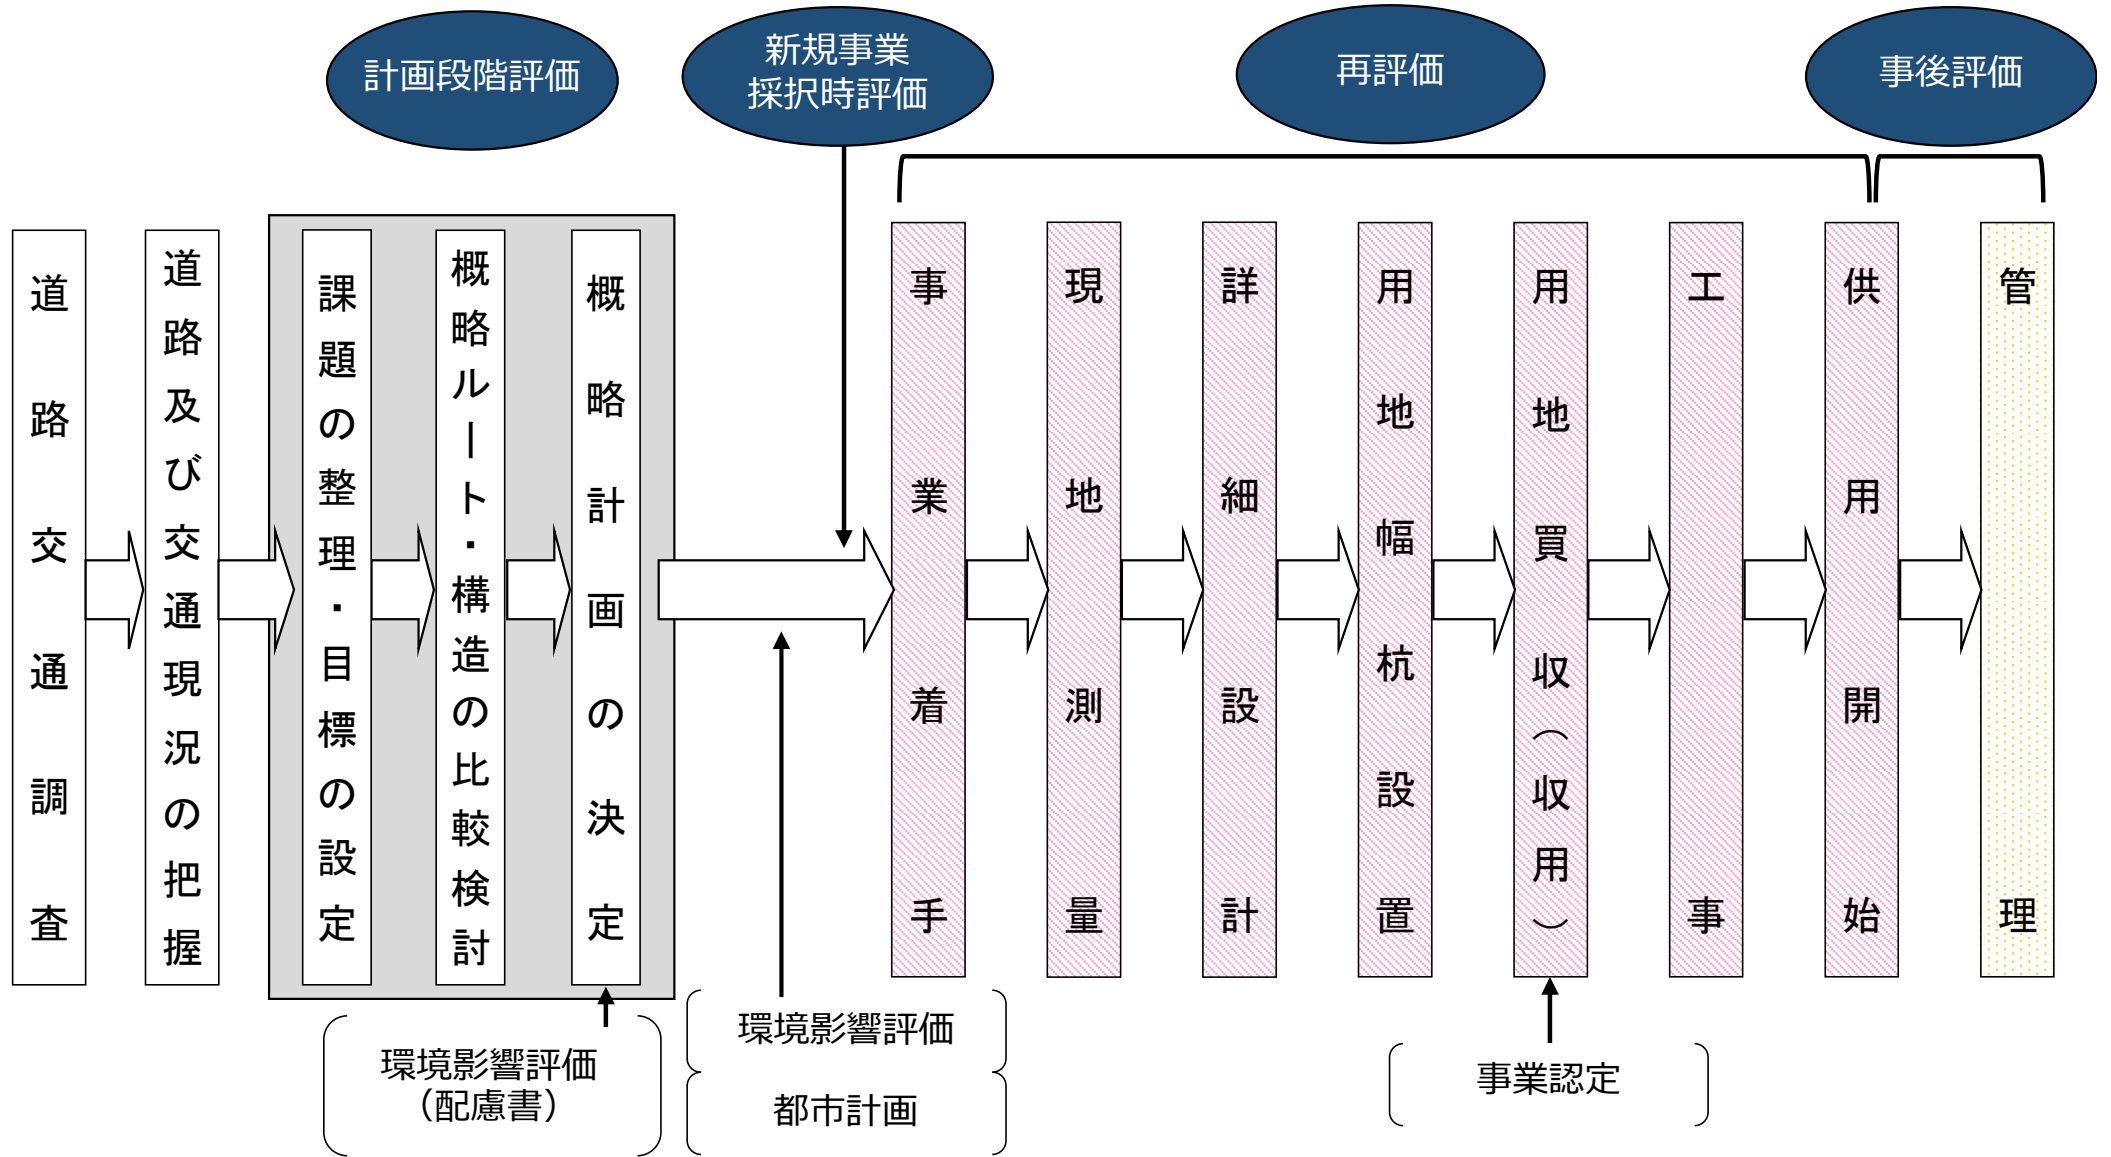 計画段階評価
新規事業
採択時評価
再評価
事後評価
道路交通調査
道路及び交通現況の把握
課題の整理・目標の設定
概略ルート・構造の比較検討
概略計画の決定
事業着手
現地測量
詳細設計
用地幅杭設置
用地買収（収用）
工事
供用開始
管理
環境影響評価
（配慮書）
環境影響評価
都市計画
事業認定